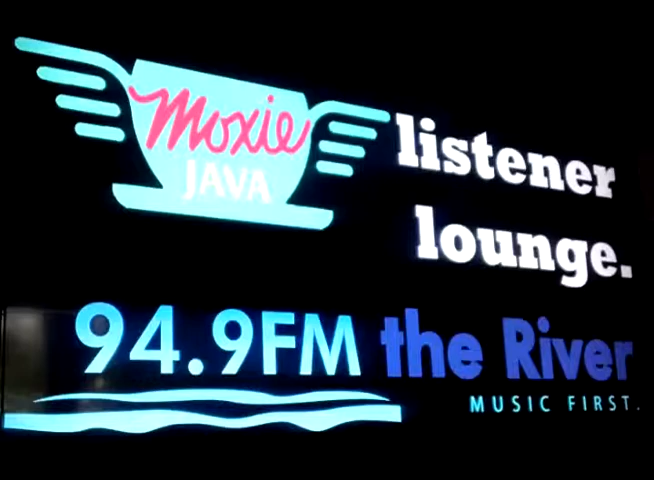 Moxie
JAVA
listener
lounge.
94.9FM the River
MUSIC FIRST.